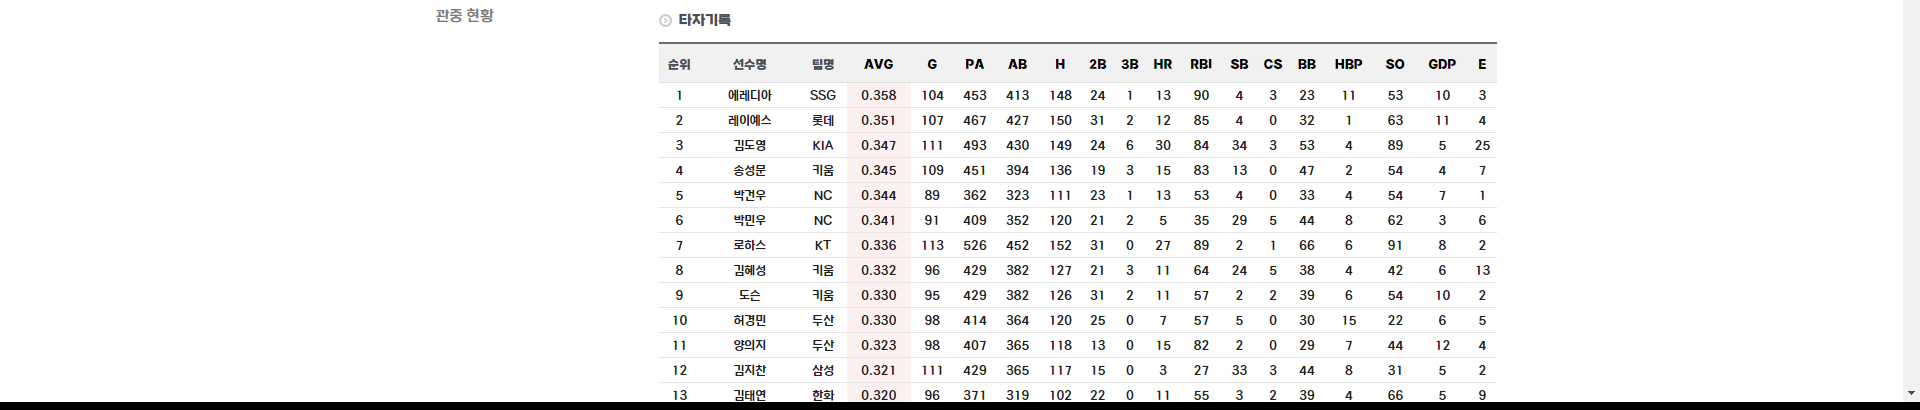 관중 현황
타자기록
순위 선수명 팀명 AVG G PA AB H 2B 3B HR RBI SB CS BB HBP SO GDP E
1 에레디아 SSG 0.358 104 453 413 148 24 1 13 90 4 3 23 11 53 10 3
2 레이예스 롯데 0.351 107 467 427 150 31 2 12 85 4 0 32 1 63 11 4
3 김도영 KIA 0.347 111 493 430 149 24 6 30 84 34 3 53 4 89 5 25
4 송성문 키움 0.345 109 451 394 136 19 3 15 83 13 0 47 2 54 4 7
5 박건우 NC 0.344 89 362 323 111 23 1 13 53 4 0 33 4 54 7 1
6 박민우 NC 0.341 91 409 352 120 21 2 5 35 29 5 44 8 62 3 6
7 로하스 KT 0.336 113 526 452 152 31 0 27 89 2 1 66 6 91 8 2
8 김혜성 키움 0.332 96 429 382 127 21 3 11 64 24 5 38 4 42 6 13
9 도슨 키움 0.330 95 429 382 126 31 2 11 57 2 2 39 6 54 10 2
10 허경민 두산 0.330 98 414 364 120 25 0 7 57 5 0 30 15 22 6 5
11 양의지 두산 0.323 98 407 365 118 13 0 15 82 2 0 29 7 44 12 4
12 김지찬 삼성 0.321 111 429 365 117 15 0 3 27 33 3 44 8 31 5 2
13 김태연 한화 0.320 96 371 319 102 22 0 11 55 3 2 39 4 66 5 9